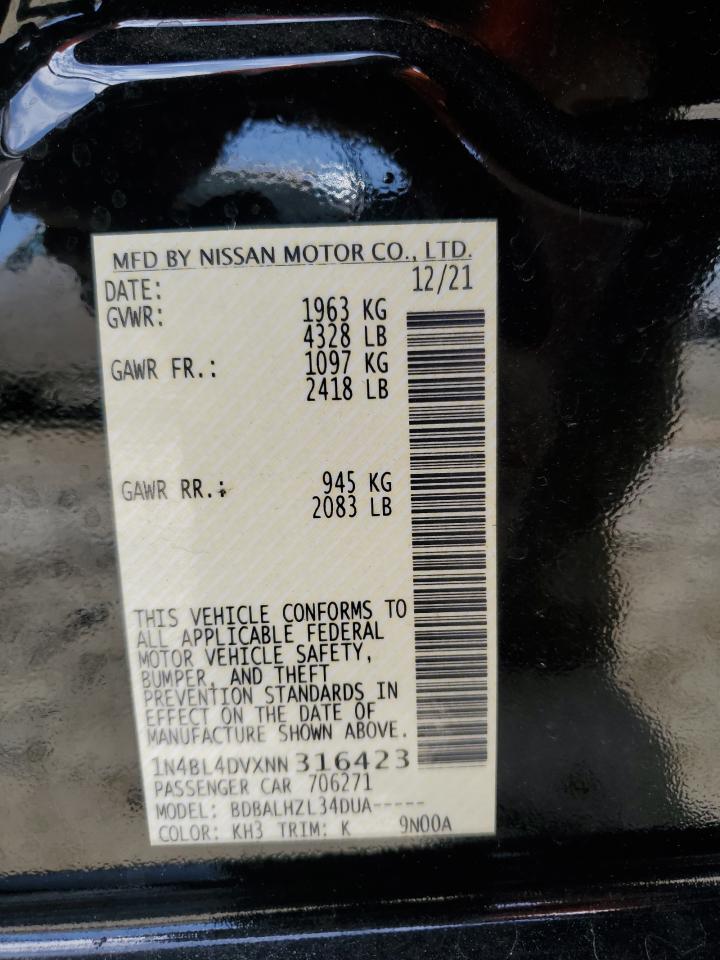 MFD BY NISSAN MOTOR CO., LTD.
DATE: 12/21
GVWR: 1963 KG
4328 LB
GAWR FR.: 1097 KG
2418 LB
GAWR RR.: 945 KG
2083 LB
THIS VEHICLE CONFORMS TO
ALL APPLICABLE FEDERAL
MOTOR VEHICLE SAFETY,
BUMPER, AND THEFT
PREVENTION STANDARDS IN
EFFECT ON THE DATE OF
MANUFACTURE SHOWN ABOVE.
1N4BL4DVXNN316423
PASSENGER CAR 706271
MODEL: BDBALHZL34DUA-----
COLOR: KH3 TRIM: K 9N00A